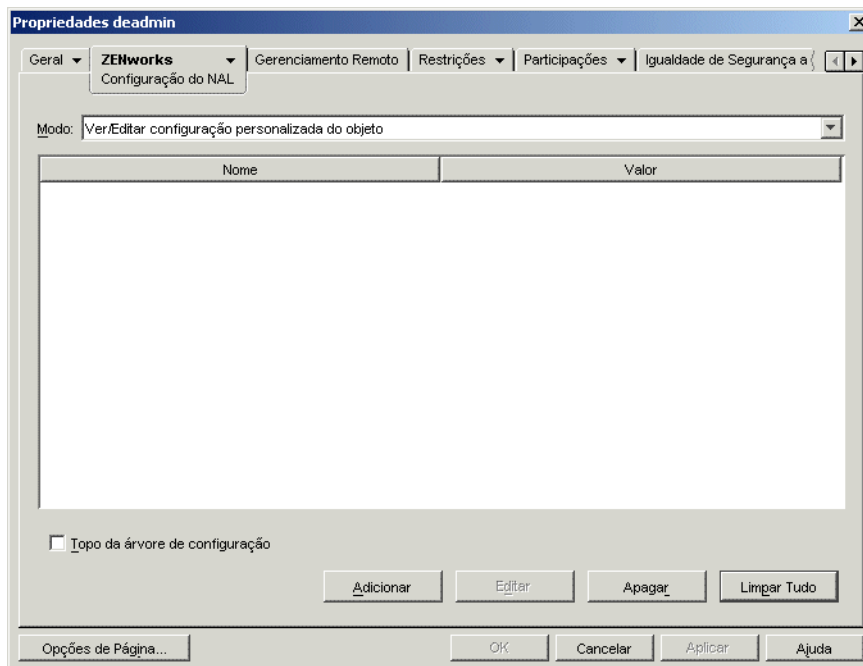 Propriedades deadmin
Geral
ZENworks
Gerenciamento Remoto
Restrições
Participações
Igualdade de Segurança a
Configuração do NAL
Modo: Ver/Editar configuração personalizada do objeto
Nome Valor
Topo da árvore de configuração
Adicionar Editar Apagar Limpar Tudo
Opções de Página... OK Cancelar Aplicar Ajuda